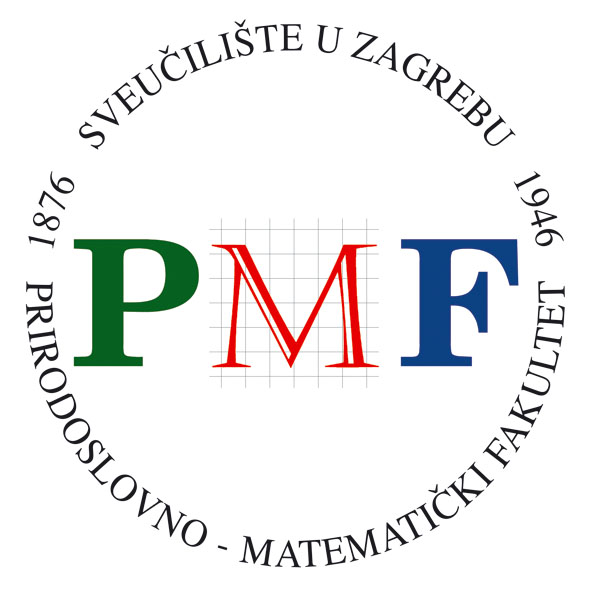 SVEUČILIŠTE U ZAGREBU
1876
1946
PMF
PRIRODOSLOVNO - MATEMATIČKI FAKULTET